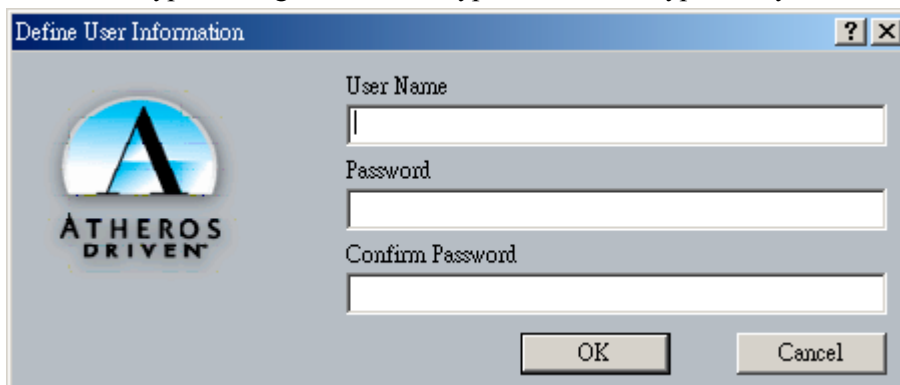 Define User Information
User Name
Password
ATHEROS
DRIVEN
Confirm Password
OK
Cancel